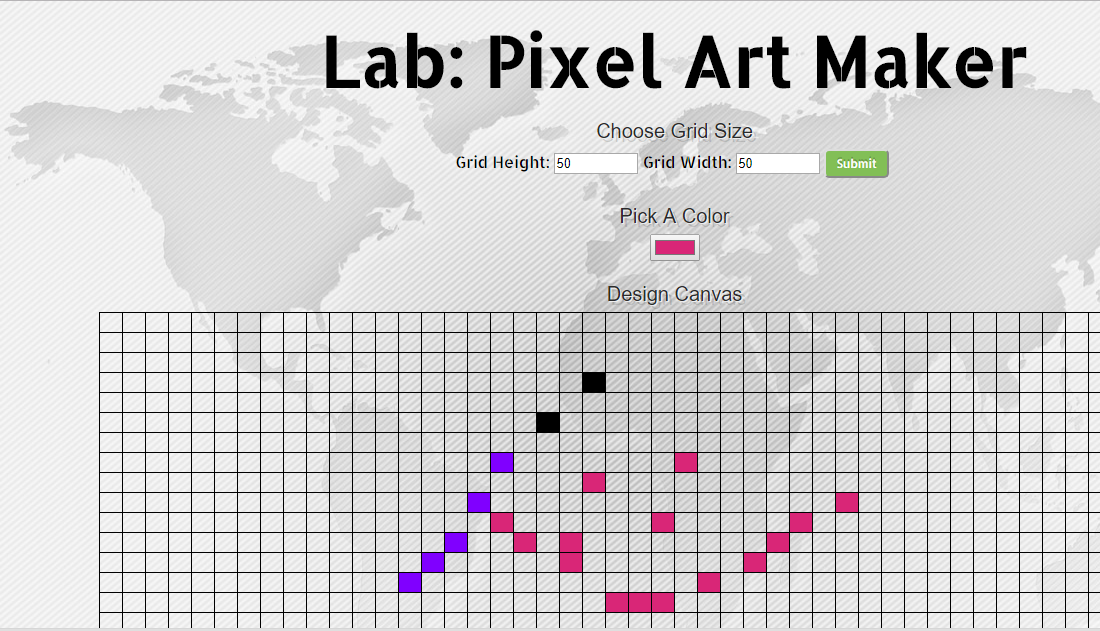 Lab: Pixel Art Maker
Choose Grid Size
Grid Height: 50 Grid Width: 50 Submit
Pick A Color
Design Canvas